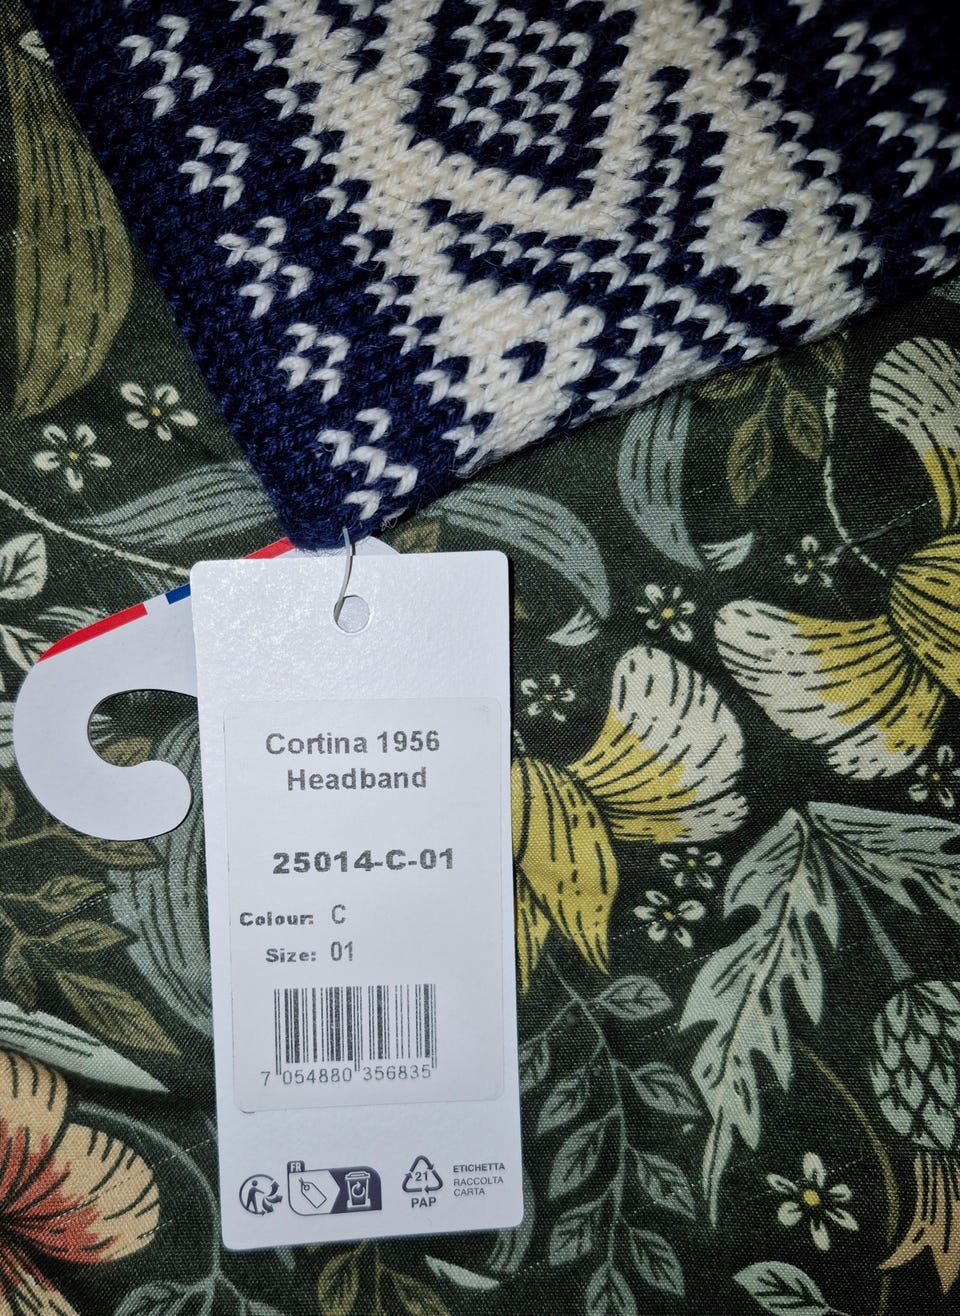 Cortina 1956
Headband
25014-C-01
Colour: C
Size: 01
7 054880 356835
FR
21
PAP
ETICHETTA
RACCOLTA
CARTA